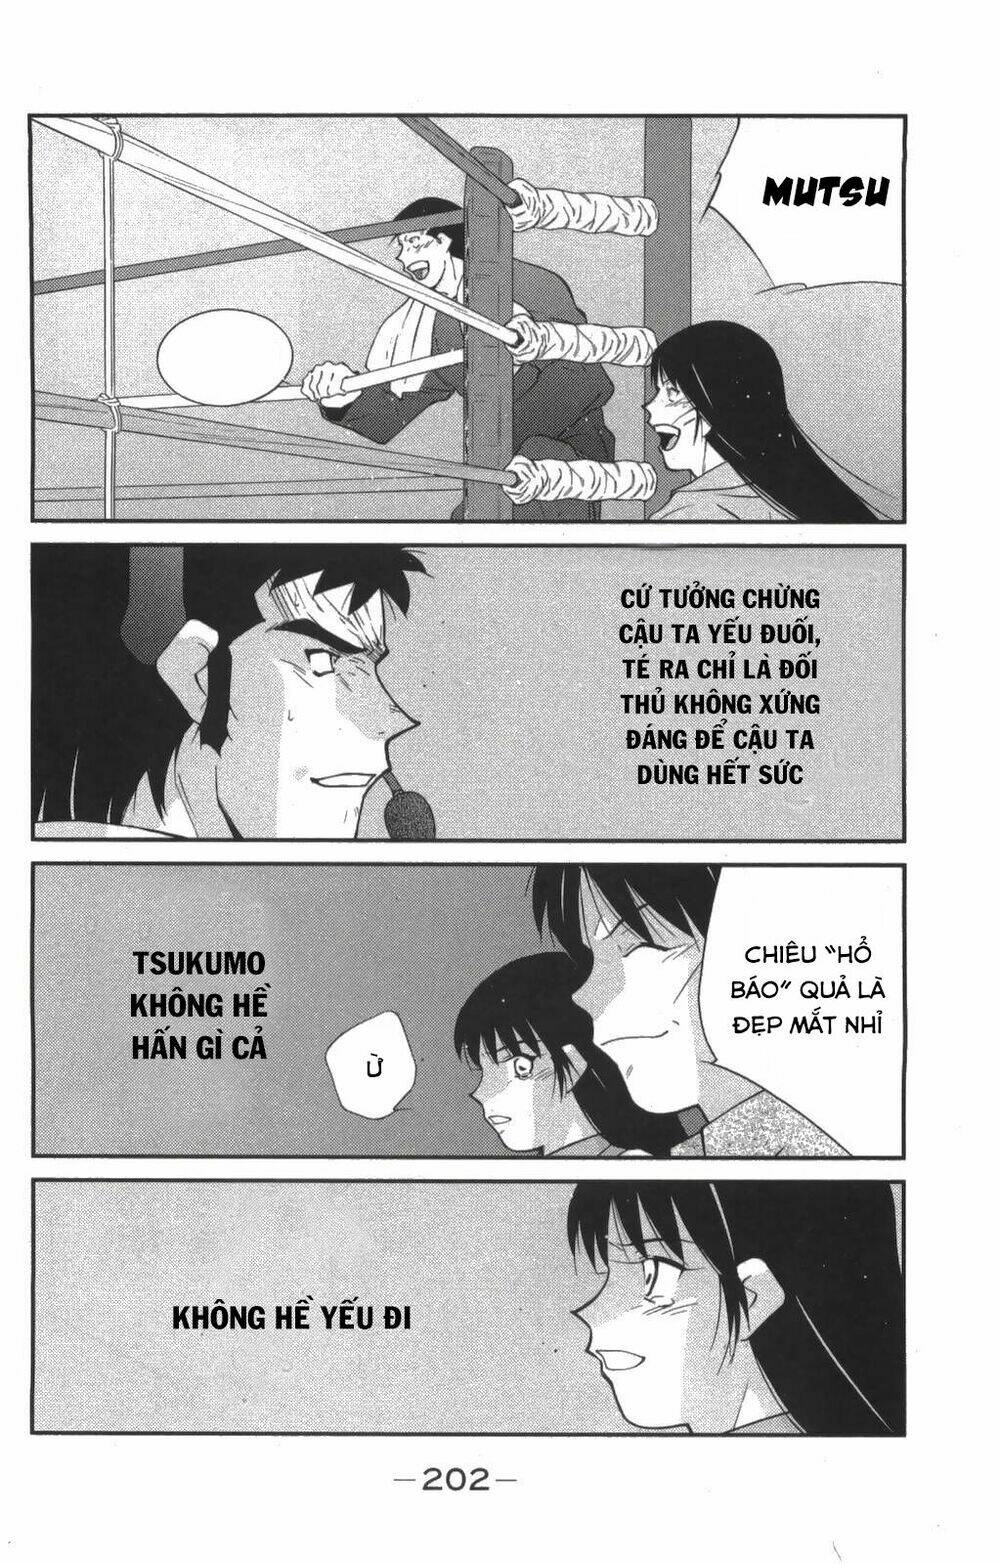 MUTSU
CỨ TƯỞNG CHỪNG
CẬU TA YẾU ĐUỐI,
TÉ RA CHỈ LÀ ĐỐI
THỦ KHÔNG XỨNG
ĐÁNG ĐỂ CẬU TA
DÙNG HẾT SỨC
CHIÊU “HỔ
BÁO” QUẢ LÀ
ĐẸP MẮT NHỈ
Ừ
TSUKUMO
KHÔNG HỀ
HẤN GÌ CẢ
KHÔNG HỀ YẾU ĐI
—202—